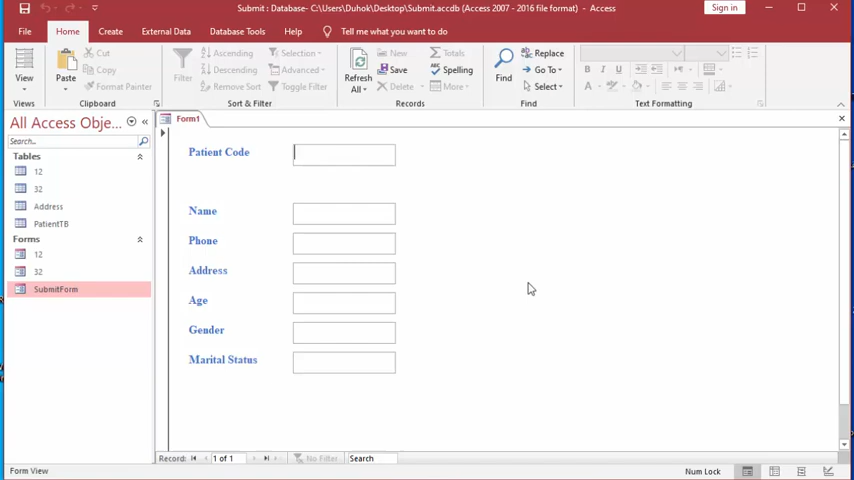 Submit : Database- C:\Users\Duhok\Desktop\Submit.accdb (Access 2007 - 2016 file format) - Access
Sign in
File Home Create External Data Database Tools Help Tell me what you want to do
View
Views
Paste
Cut
Copy
Format Painter
Clipboard
Filter
Ascending
Descending
Remove Sort
Selection
Advanced
Toggle Filter
Sort & Filter
Refresh
All
New
Save
Delete
Totals
Spelling
More
Records
Find
Replace
Go To
Select
Find
B I U
A
Text Formatting
All Access Obje...
Search...
Tables
12
32
Address
PatientTB
Forms
12
32
SubmitForm
Form1
Patient Code
Name
Phone
Address
Age
Gender
Marital Status
Record: 1 of 1 No Filter Search
Form View
Num Lock